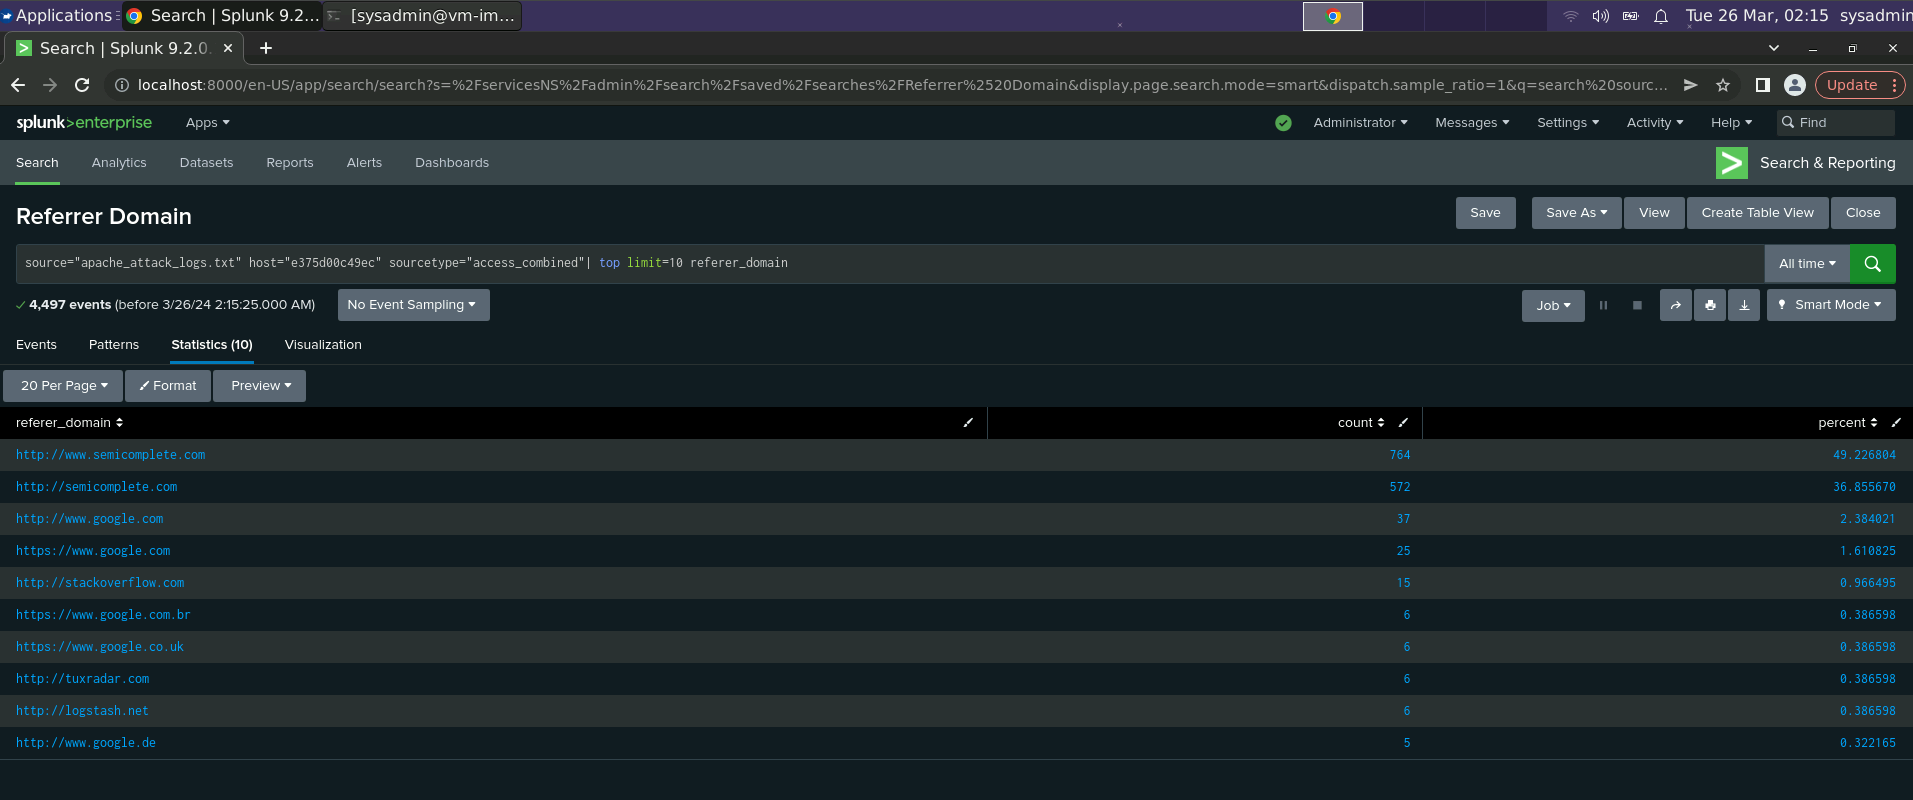 Applications Search | Splunk 9.2... [sysadmin@vm-im... Tue 26 Mar, 02:15 sysadmin
Search | Splunk 9.2.0.
localhost:8000/en-US/app/search/search?s=%2FservicesNS%2Fadmin%2Fsearch%2Fsaved%2Fsearches%2FReferrer%2520Domain&display.page.search.mode=smart&dispatch.sample_ratio=1&q=search%20sourc... Update
splunk>enterprise Apps Administrator Messages Settings Activity Help Find
Search Analytics Datasets Reports Alerts Dashboards Search & Reporting
Referrer Domain Save Save As View Create Table View Close
source="apache_attack_logs.txt" host="e375d00c49ec" sourcetype="access_combined"| top limit=10 referer_domain All time
4,497 events (before 3/26/24 2:15:25.000 AM) No Event Sampling Job Smart Mode
Events Patterns Statistics (10) Visualization
20 Per Page Format Preview
referer_domain count percent
http://www.semicomplete.com 764 49.226804
http://semicomplete.com 572 36.855670
http://www.google.com 37 2.384021
https://www.google.com 25 1.610825
http://stackoverflow.com 15 0.966495
https://www.google.com.br 6 0.386598
https://www.google.co.uk 6 0.386598
http://tuxradar.com 6 0.386598
http://logstash.net 6 0.386598
http://www.google.de 5 0.322165